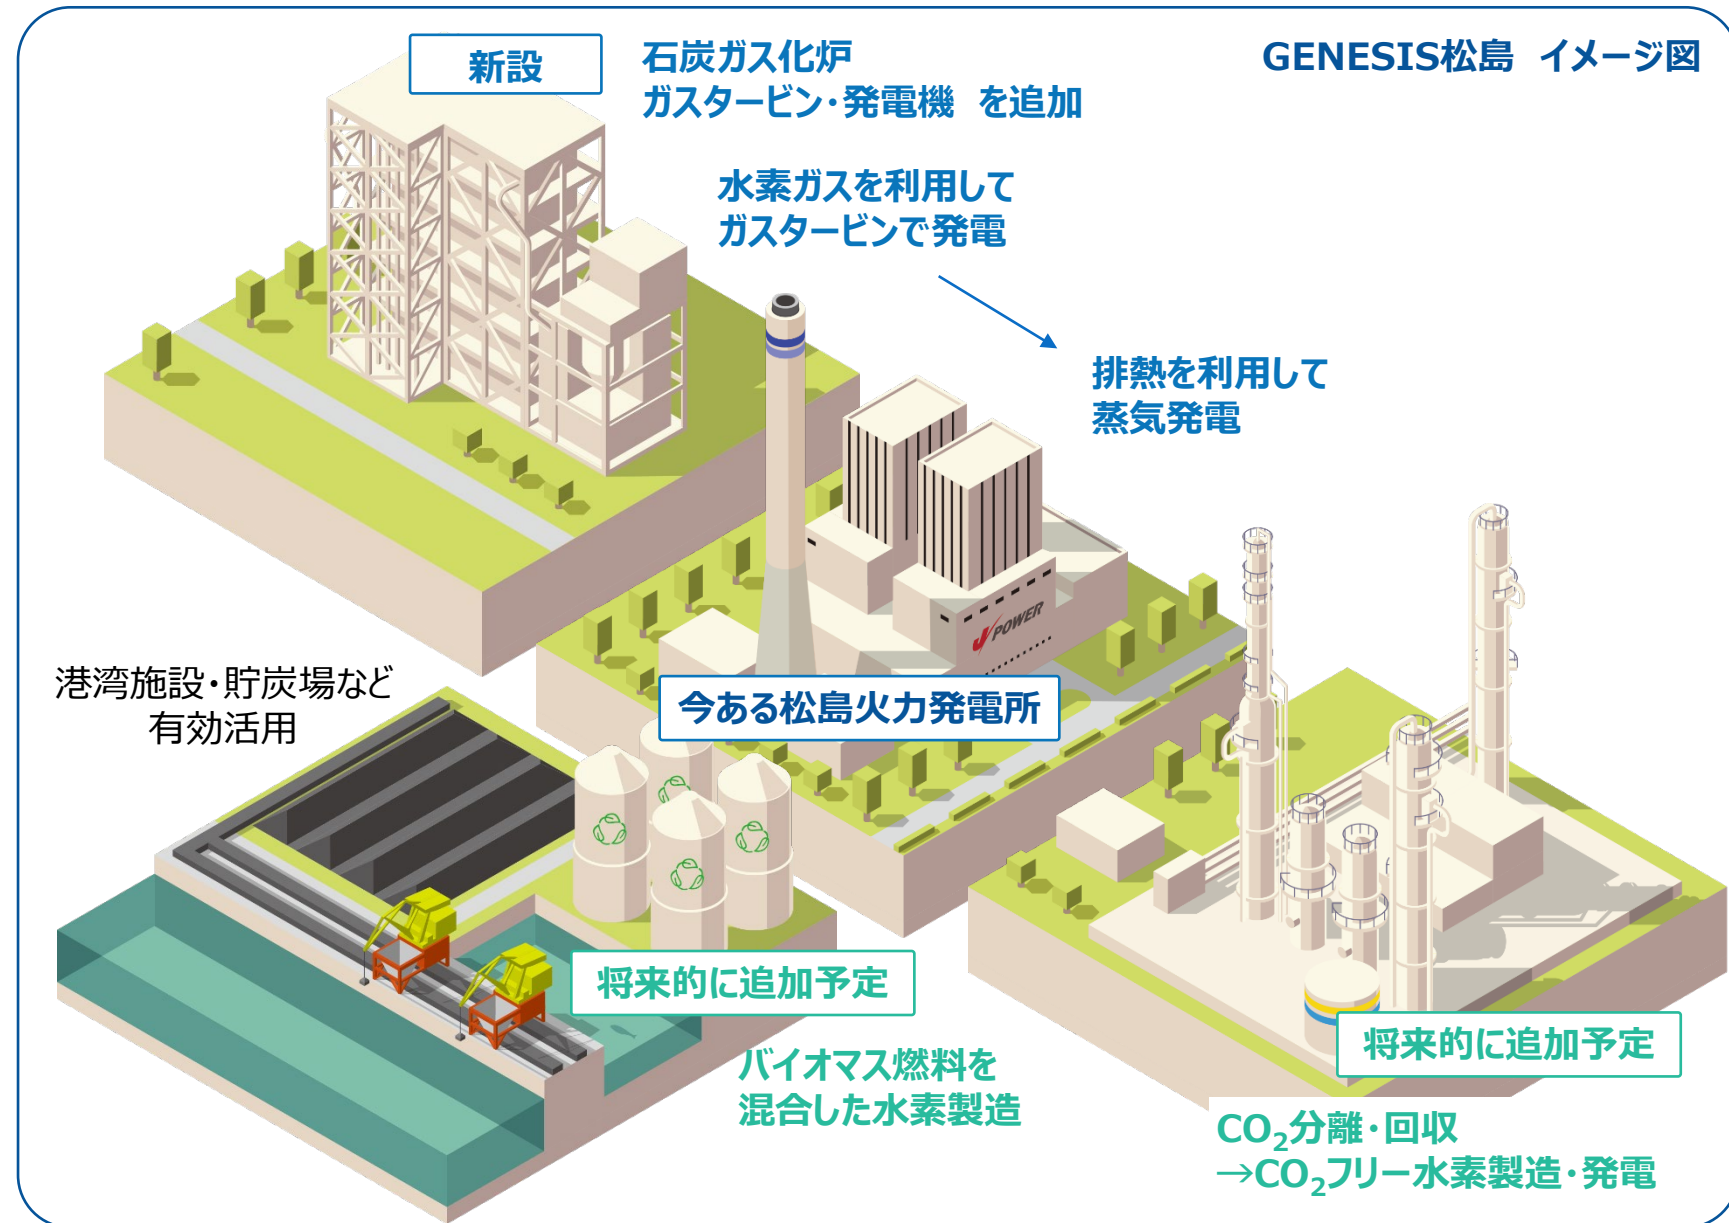 新設
石炭ガス化炉
ガスタービン・発電機 を追加
GENESIS松島 イメージ図
水素ガスを利用して
ガスタービンで発電
排熱を利用して
蒸気発電
POWER
港湾施設・貯炭場など
有効活用
今ある松島火力発電所
将来的に追加予定
バイオマス燃料を
混合した水素製造
将来的に追加予定
CO₂分離・回収
→CO₂フリー水素製造・発電